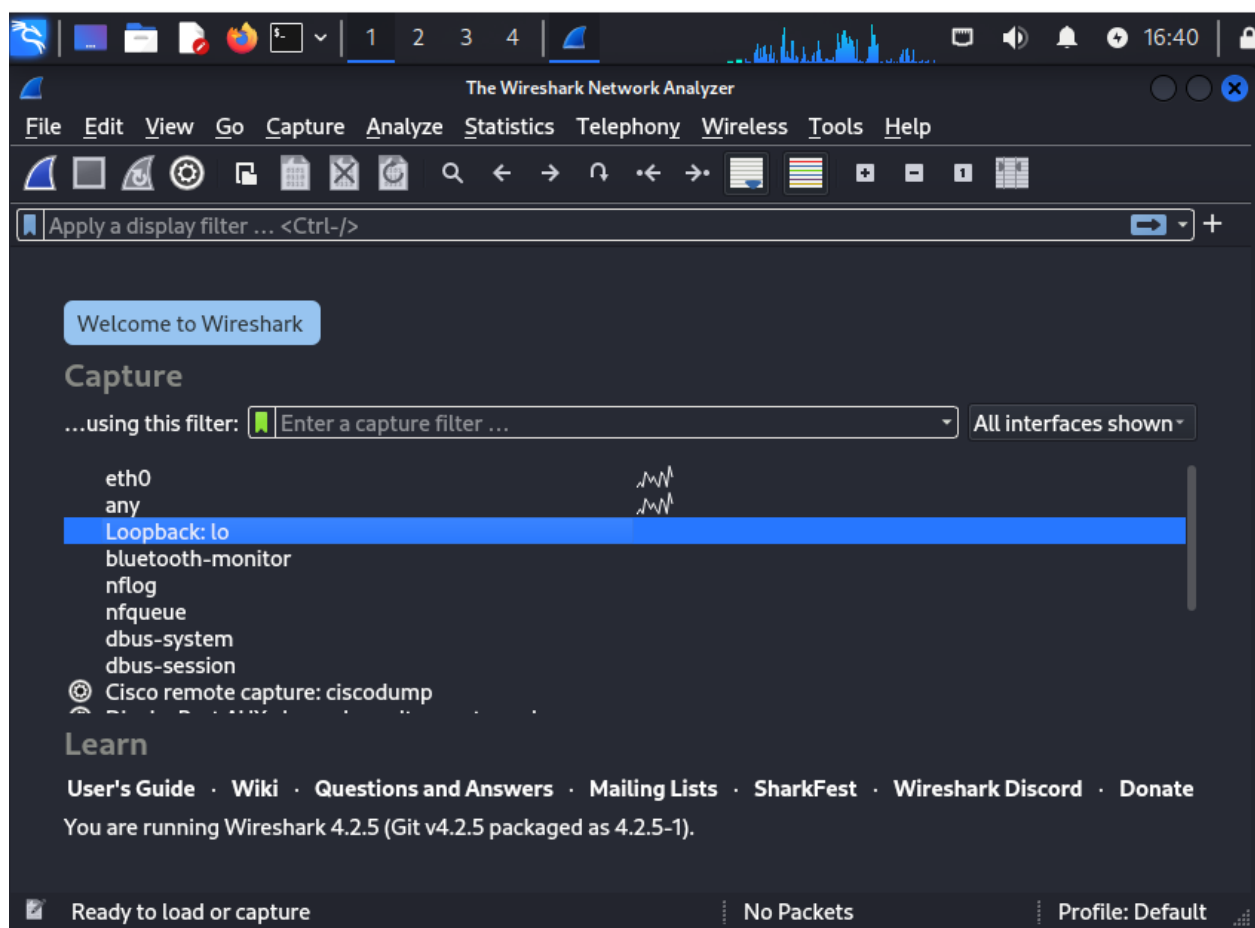 1 2 3 4 16:40
The Wireshark Network Analyzer
File Edit View Go Capture Analyze Statistics Telephony Wireless Tools Help
Apply a display filter … <Ctrl-/>
Welcome to Wireshark
Capture
…using this filter: Enter a capture filter … All interfaces shown
eth0
any
Loopback: lo
bluetooth-monitor
nflog
nfqueue
dbus-system
dbus-session
Cisco remote capture: ciscodump
Learn
User's Guide · Wiki · Questions and Answers · Mailing Lists · SharkFest · Wireshark Discord · Donate
You are running Wireshark 4.2.5 (Git v4.2.5 packaged as 4.2.5-1).
Ready to load or capture No Packets Profile: Default